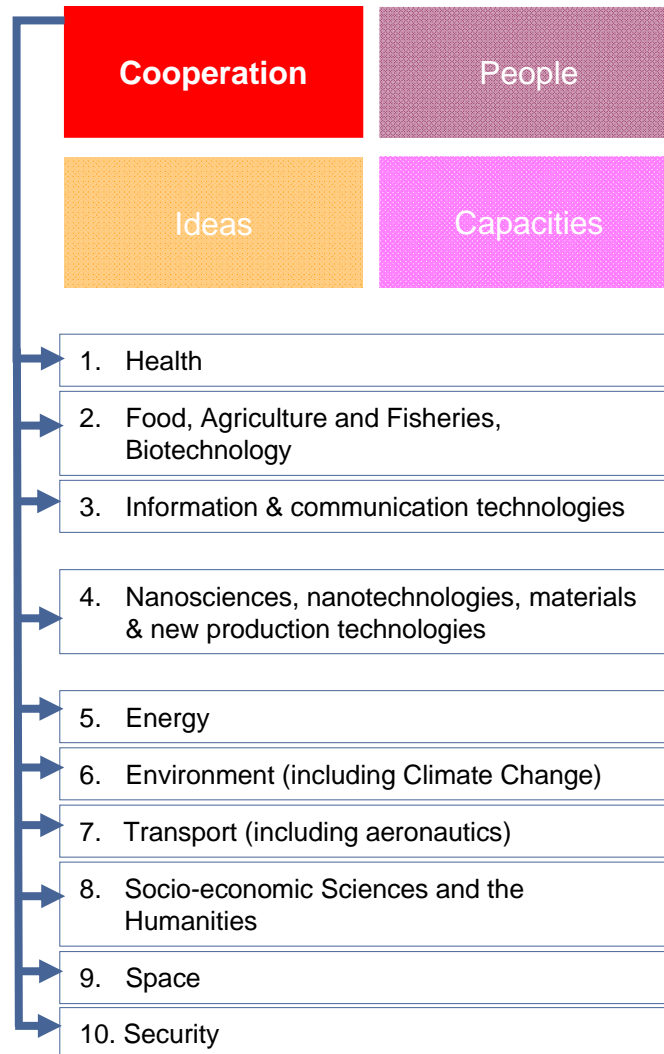 Cooperation
People
Ideas
Capacities
1. Health
2. Food, Agriculture and Fisheries,
Biotechnology
3. Information & communication technologies
4. Nanosciences, nanotechnologies, materials
& new production technologies
5. Energy
6. Environment (including Climate Change)
7. Transport (including aeronautics)
8. Socio-economic Sciences and the
Humanities
9. Space
10. Security